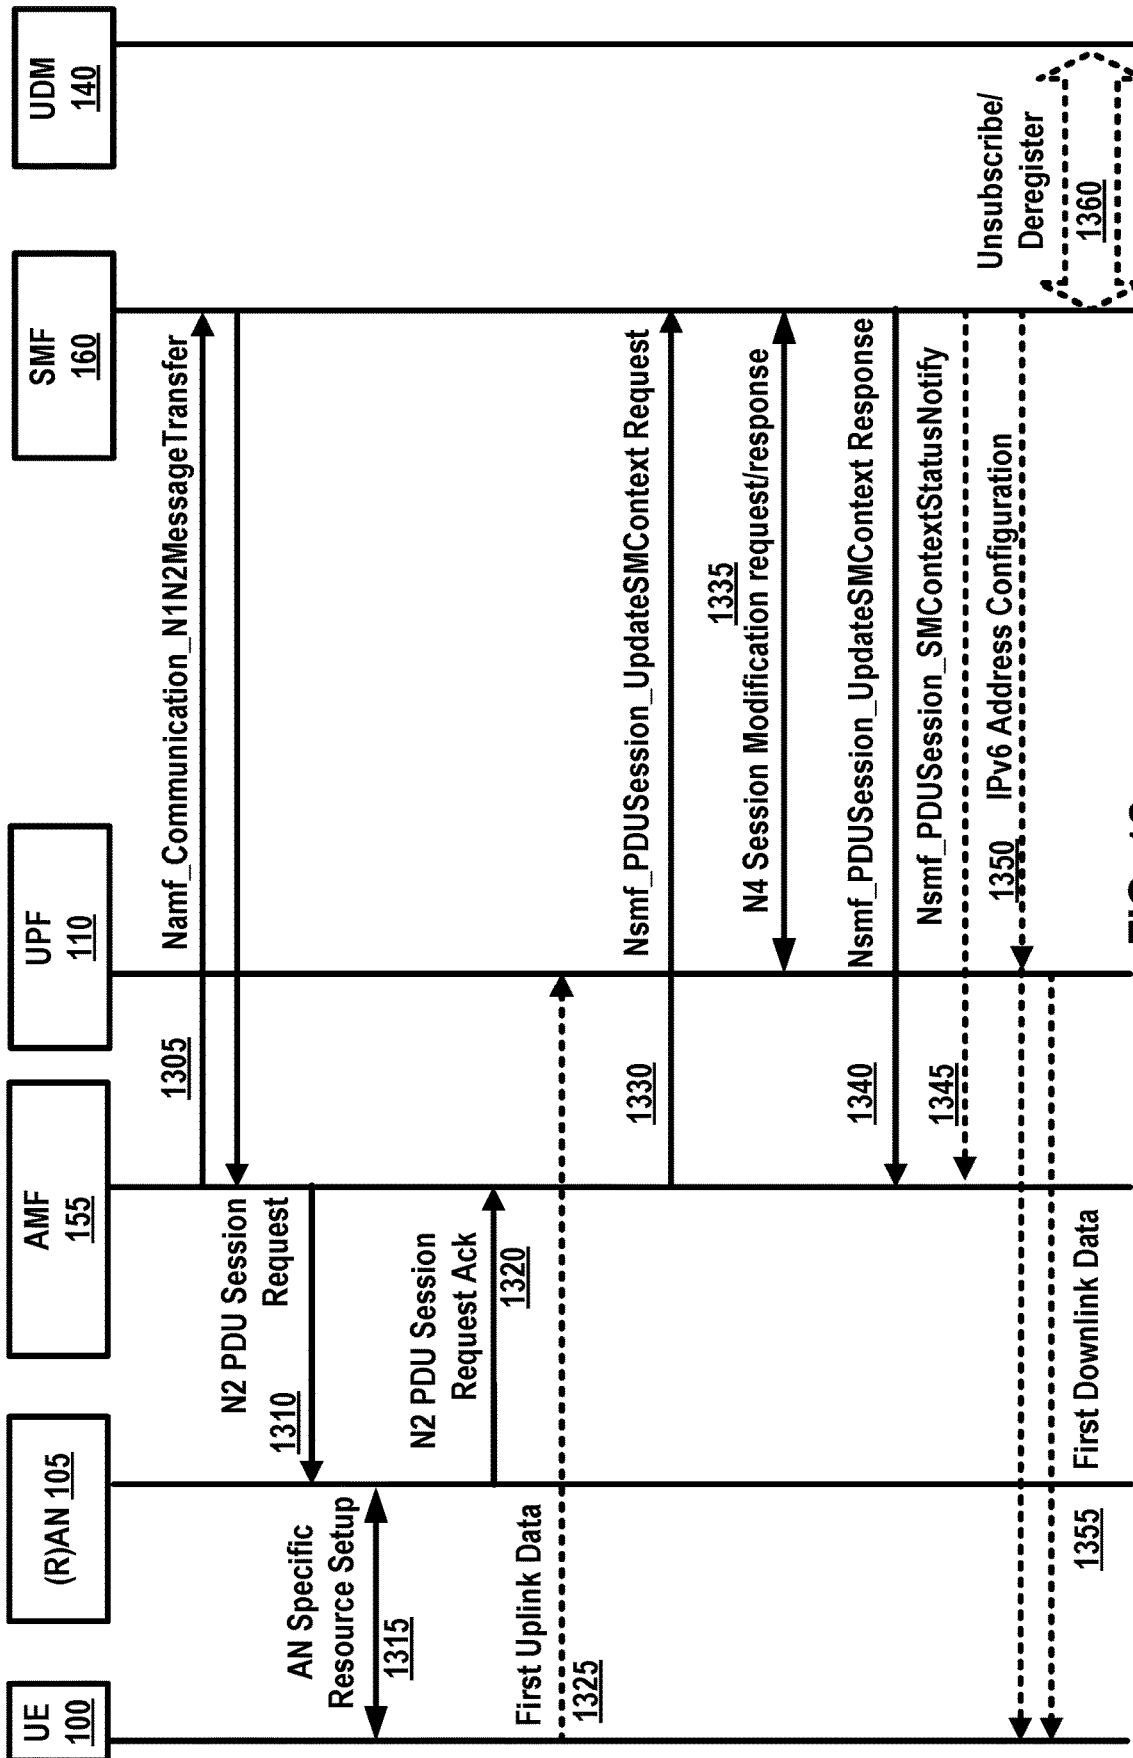 UE
100
(R)AN 105
AMF
155
UPF
110
SMF
160
UDM
140
1305
Namf_Communication_N1N2MessageTransfer
N2 PDU Session
Request
1310
AN Specific
Resource Setup
1315
N2 PDU Session
Request Ack
1320
First Uplink Data
1325
1330
Nsmf_PDUSession_UpdateSMContext Request
1335
N4 Session Modification request/response
Nsmf_PDUSession_UpdateSMContext Response
1340
Nsmf_PDUSession_SMContextStatusNotify
1345
1350
IPv6 Address Configuration
First Downlink Data
1355
Unsubscribe/
Deregister
1360